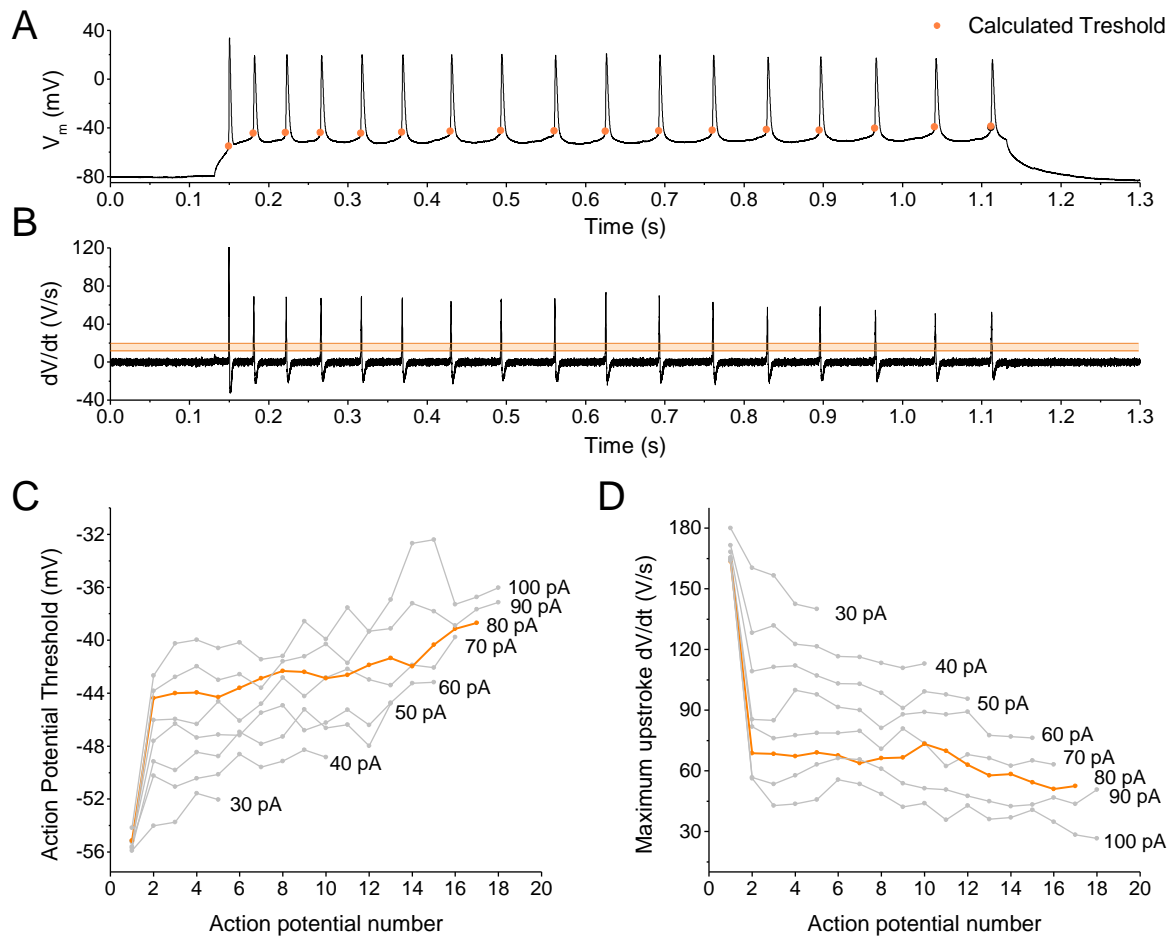 A
Calculated Treshold
40
0
-40
-80
Vm (mV)
0.0 0.1 0.2 0.3 0.4 0.5 0.6 0.7 0.8 0.9 1.0 1.1 1.2 1.3
Time (s)
B
120
80
40
0
-40
dV/dt (V/s)
0.0 0.1 0.2 0.3 0.4 0.5 0.6 0.7 0.8 0.9 1.0 1.1 1.2 1.3
Time (s)
C
-32
-36
-40
-44
-48
-52
-56
Action Potential Threshold (mV)
100 pA
90 pA
80 pA
70 pA
60 pA
50 pA
40 pA
30 pA
0 2 4 6 8 10 12 14 16 18 20
Action potential number
D
180
150
120
90
60
30
Maximum upstroke dV/dt (V/s)
30 pA
40 pA
50 pA
60 pA
70 pA
80 pA
90 pA
100 pA
0 2 4 6 8 10 12 14 16 18 20
Action potential number